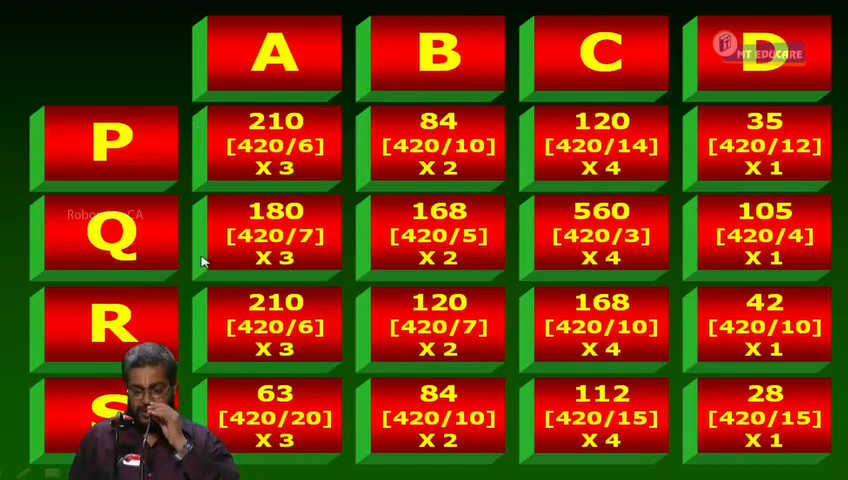 A B C D
MT EDUCARE
P
210 84 120 35
[420/6] [420/10] [420/14] [420/12]
X 3 X 2 X 4 X 1
Robo CA
Q
180 168 560 105
[420/7] [420/5] [420/3] [420/4]
X 3 X 2 X 4 X 1
R
210 120 168 42
[420/6] [420/7] [420/10] [420/10]
X 3 X 2 X 4 X 1
S
63 84 112 28
[420/20] [420/10] [420/15] [420/15]
X 3 X 2 X 4 X 1